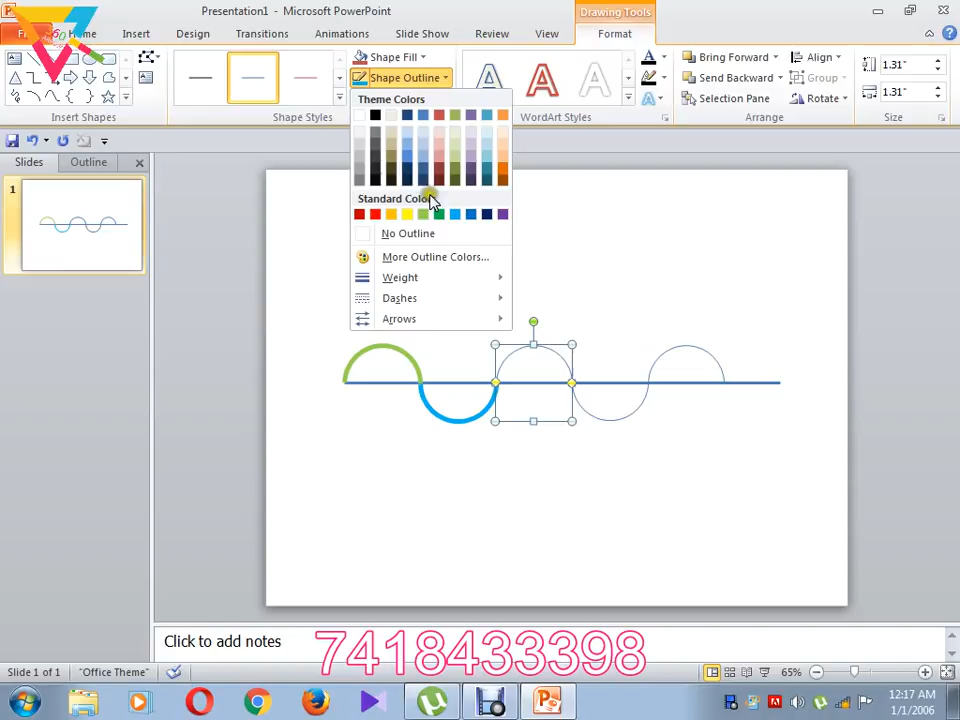 Presentation1 - Microsoft PowerPoint
Drawing Tools
Home Insert Design Transitions Animations Slide Show Review View Format
Shape Fill
Shape Outline
Bring Forward Align
Send Backward Group
Selection Pane Rotate
1.31"
1.31"
Insert Shapes Shape Styles WordArt Styles Arrange Size
Theme Colors
Standard Colors
No Outline
More Outline Colors...
Weight
Dashes
Arrows
Slides Outline
1
Click to add notes
7418433398
Slide 1 of 1 "Office Theme" 65%
12:17 AM
1/1/2006